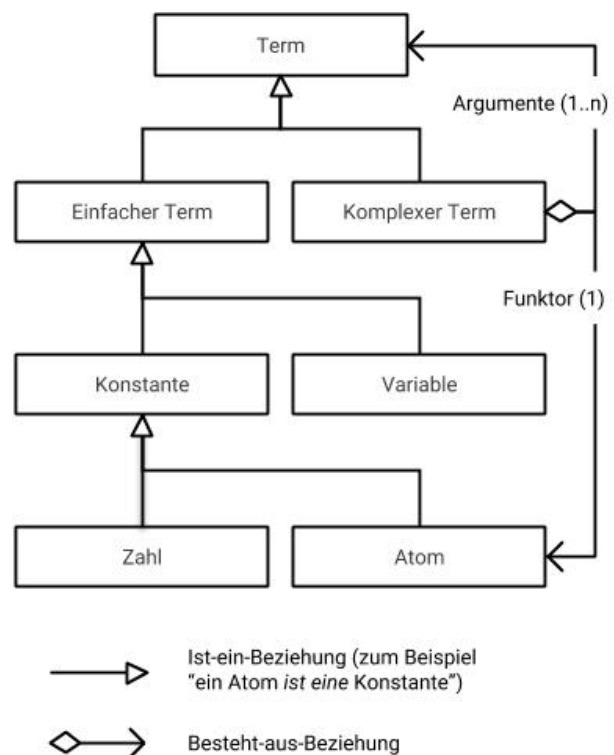 Term
Argumente (1..n)
Einfacher Term
Komplexer Term
Funktor (1)
Konstante
Variable
Zahl
Atom
Ist-ein-Beziehung (zum Beispiel
“ein Atom ist eine Konstante”)
Besteht-aus-Beziehung